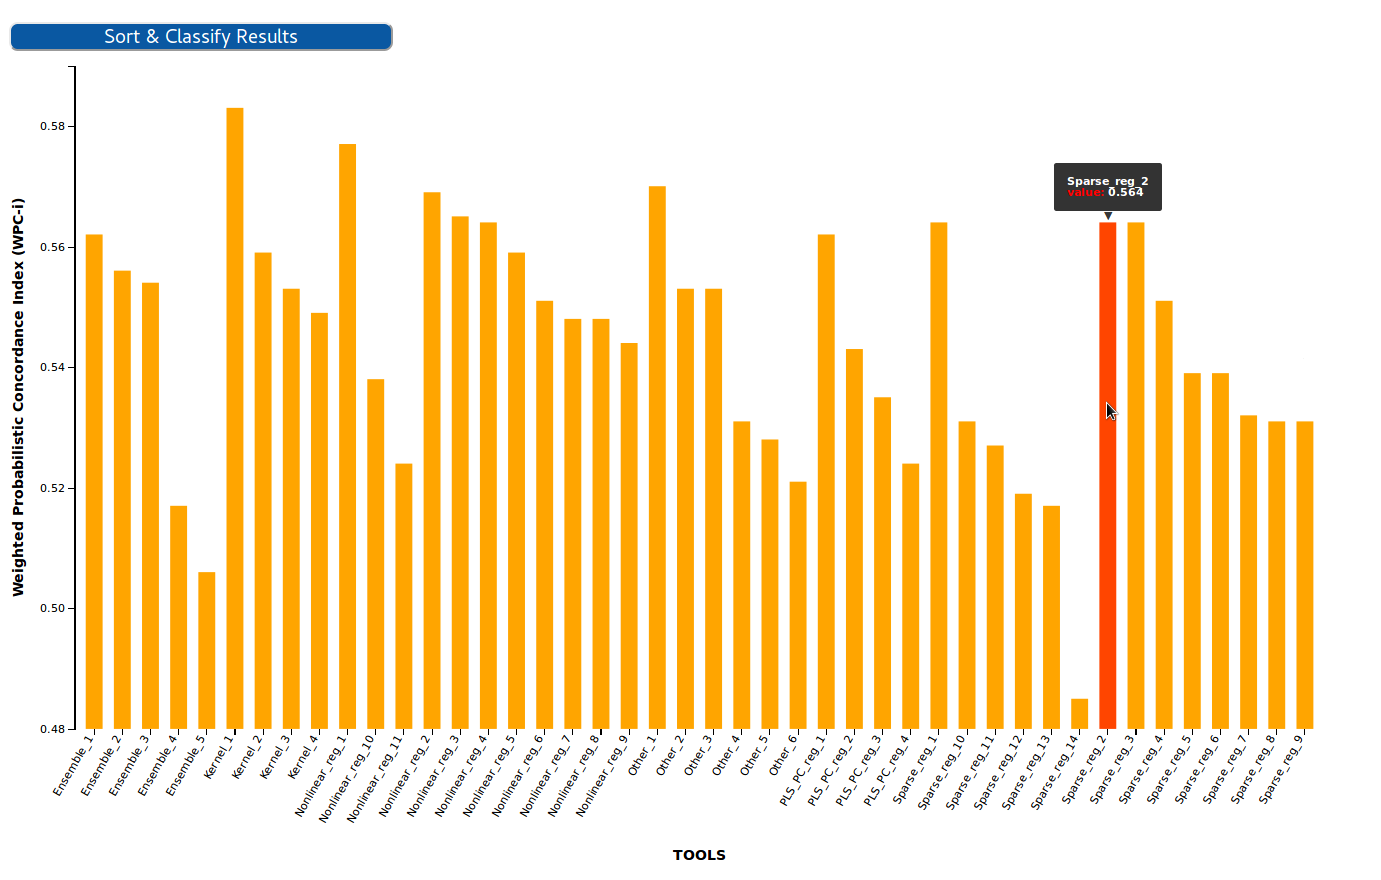 Sort & Classify Results
Weighted Probabilistic Concordance Index (WPC-i)
0.58
0.56
0.54
0.52
0.50
0.48
Sparse_reg_2
value: 0.564
Ensemble_1
Ensemble_2
Ensemble_3
Ensemble_4
Ensemble_5
Kernel_1
Kernel_2
Kernel_3
Kernel_4
Nonlinear_reg_1
Nonlinear_reg_10
Nonlinear_reg_11
Nonlinear_reg_2
Nonlinear_reg_3
Nonlinear_reg_4
Nonlinear_reg_5
Nonlinear_reg_6
Nonlinear_reg_7
Nonlinear_reg_8
Nonlinear_reg_9
Other_1
Other_2
Other_3
Other_4
Other_5
Other_6
PLS_PC_reg_1
PLS_PC_reg_2
PLS_PC_reg_3
PLS_PC_reg_4
Sparse_reg_1
Sparse_reg_10
Sparse_reg_11
Sparse_reg_12
Sparse_reg_13
Sparse_reg_14
Sparse_reg_2
Sparse_reg_3
Sparse_reg_4
Sparse_reg_5
Sparse_reg_6
Sparse_reg_7
Sparse_reg_8
Sparse_reg_9
TOOLS